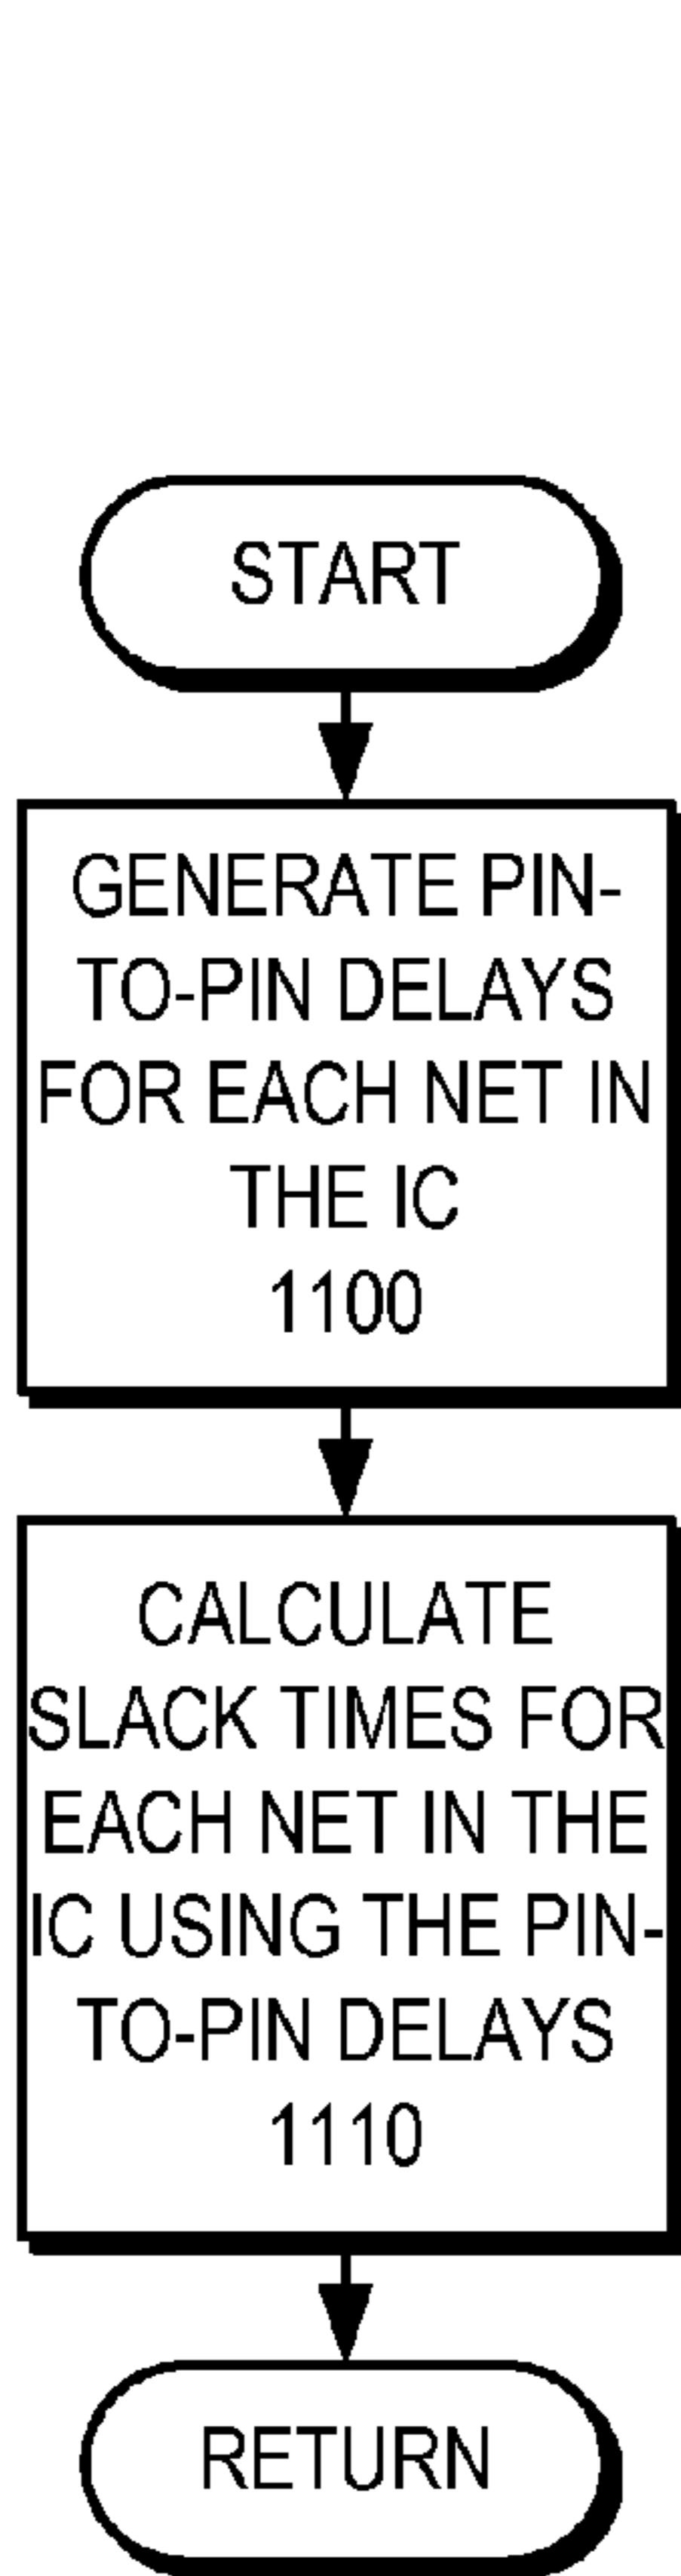 START
GENERATE PIN-
TO-PIN DELAYS
FOR EACH NET IN
THE IC
1100
CALCULATE
SLACK TIMES FOR
EACH NET IN THE
IC USING THE PIN-
TO-PIN DELAYS
1110
RETURN